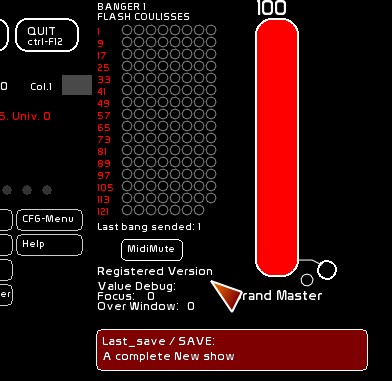 100
BANGER 1
FLASH COULISSES
QUIT
ctrl-F12
1
9
17
25
33
41
49
57
65
73
81
89
97
105
113
121
0
Col.1
5. Univ. 0
CFG-Menu
Help
er
Last bang sended: 1
MidiMute
Registered Version
Value Debug:
Focus: 0
Over Window: 0
rand Master
Last_save / SAVE:
A complete New show